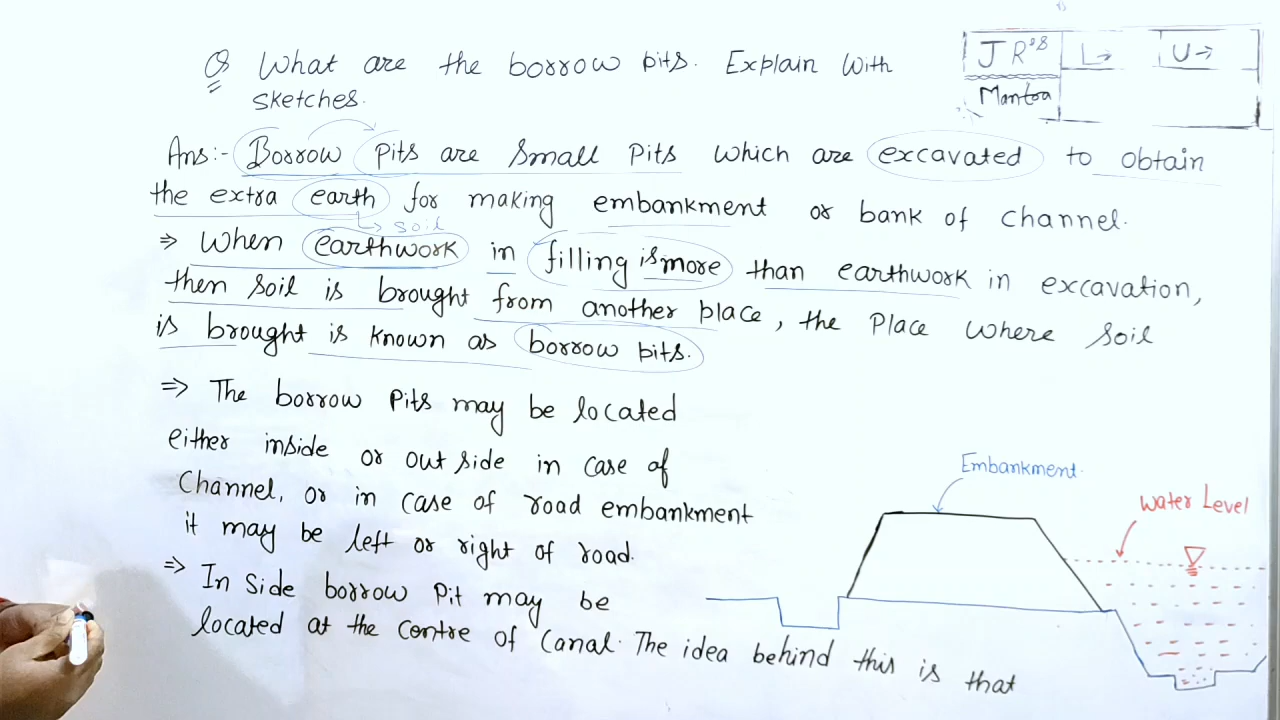 Q What are the borrow pits. Explain with
sketches.
JR's L→ U→
Mantra
Ans:- Borrow pits are small pits which are excavated to obtain
the extra earth for making embankment or bank of channel.
↳ soil
⇒ When earthwork in filling is more than earthwork in excavation,
then soil is brought from another place, the place where soil
is brought is known as borrow pits.
⇒ The borrow pits may be located
either inside or out side in case of
Channel, or in case of road embankment
it may be left or right of road.
⇒ In side borrow pit may be
located at the centre of Canal. The idea behind this is that
Embankment.
Water Level